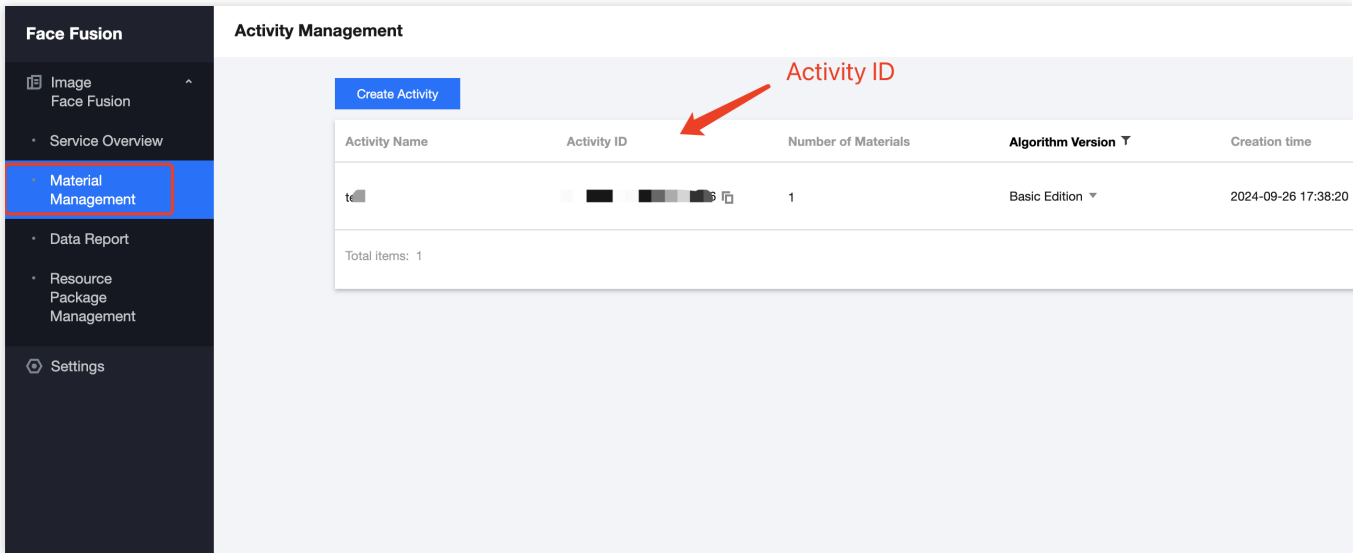 Face Fusion
Activity Management
Image
Face Fusion
Service Overview
Material
Management
Data Report
Resource
Package
Management
Settings
Activity ID
Create Activity
Activity Name Activity ID Number of Materials Algorithm Version Creation time
1 Basic Edition 2024-09-26 17:38:20
Total items: 1